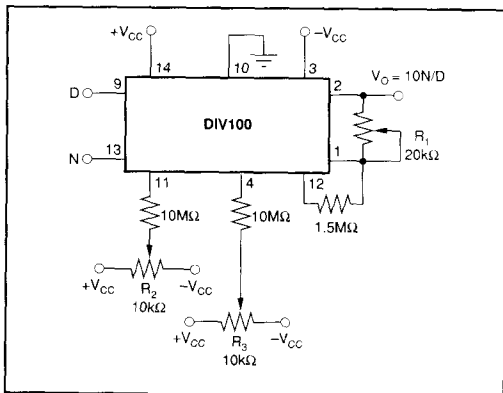 +VCC
−VCC
14
10
3
D
9
2
VO = 10N/D
DIV100
R1
20kΩ
N
13
1
11
4
12
10MΩ
10MΩ
1.5MΩ
+VCC
R2
−VCC
10kΩ
+VCC
R3
−VCC
10kΩ